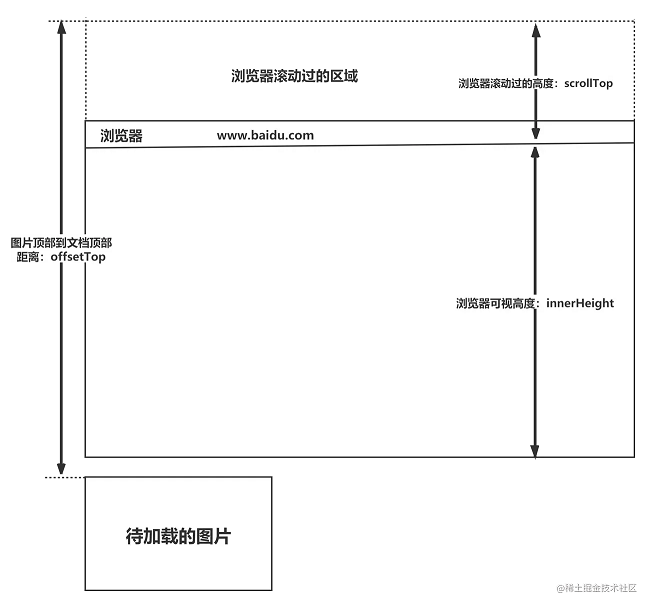 浏览器滚动过的区域
浏览器滚动过的高度：scrollTop
浏览器
www.baidu.com
图片顶部到文档顶部
距离：offsetTop
浏览器可视高度：innerHeight
待加载的图片
@稀土掘金技术社区